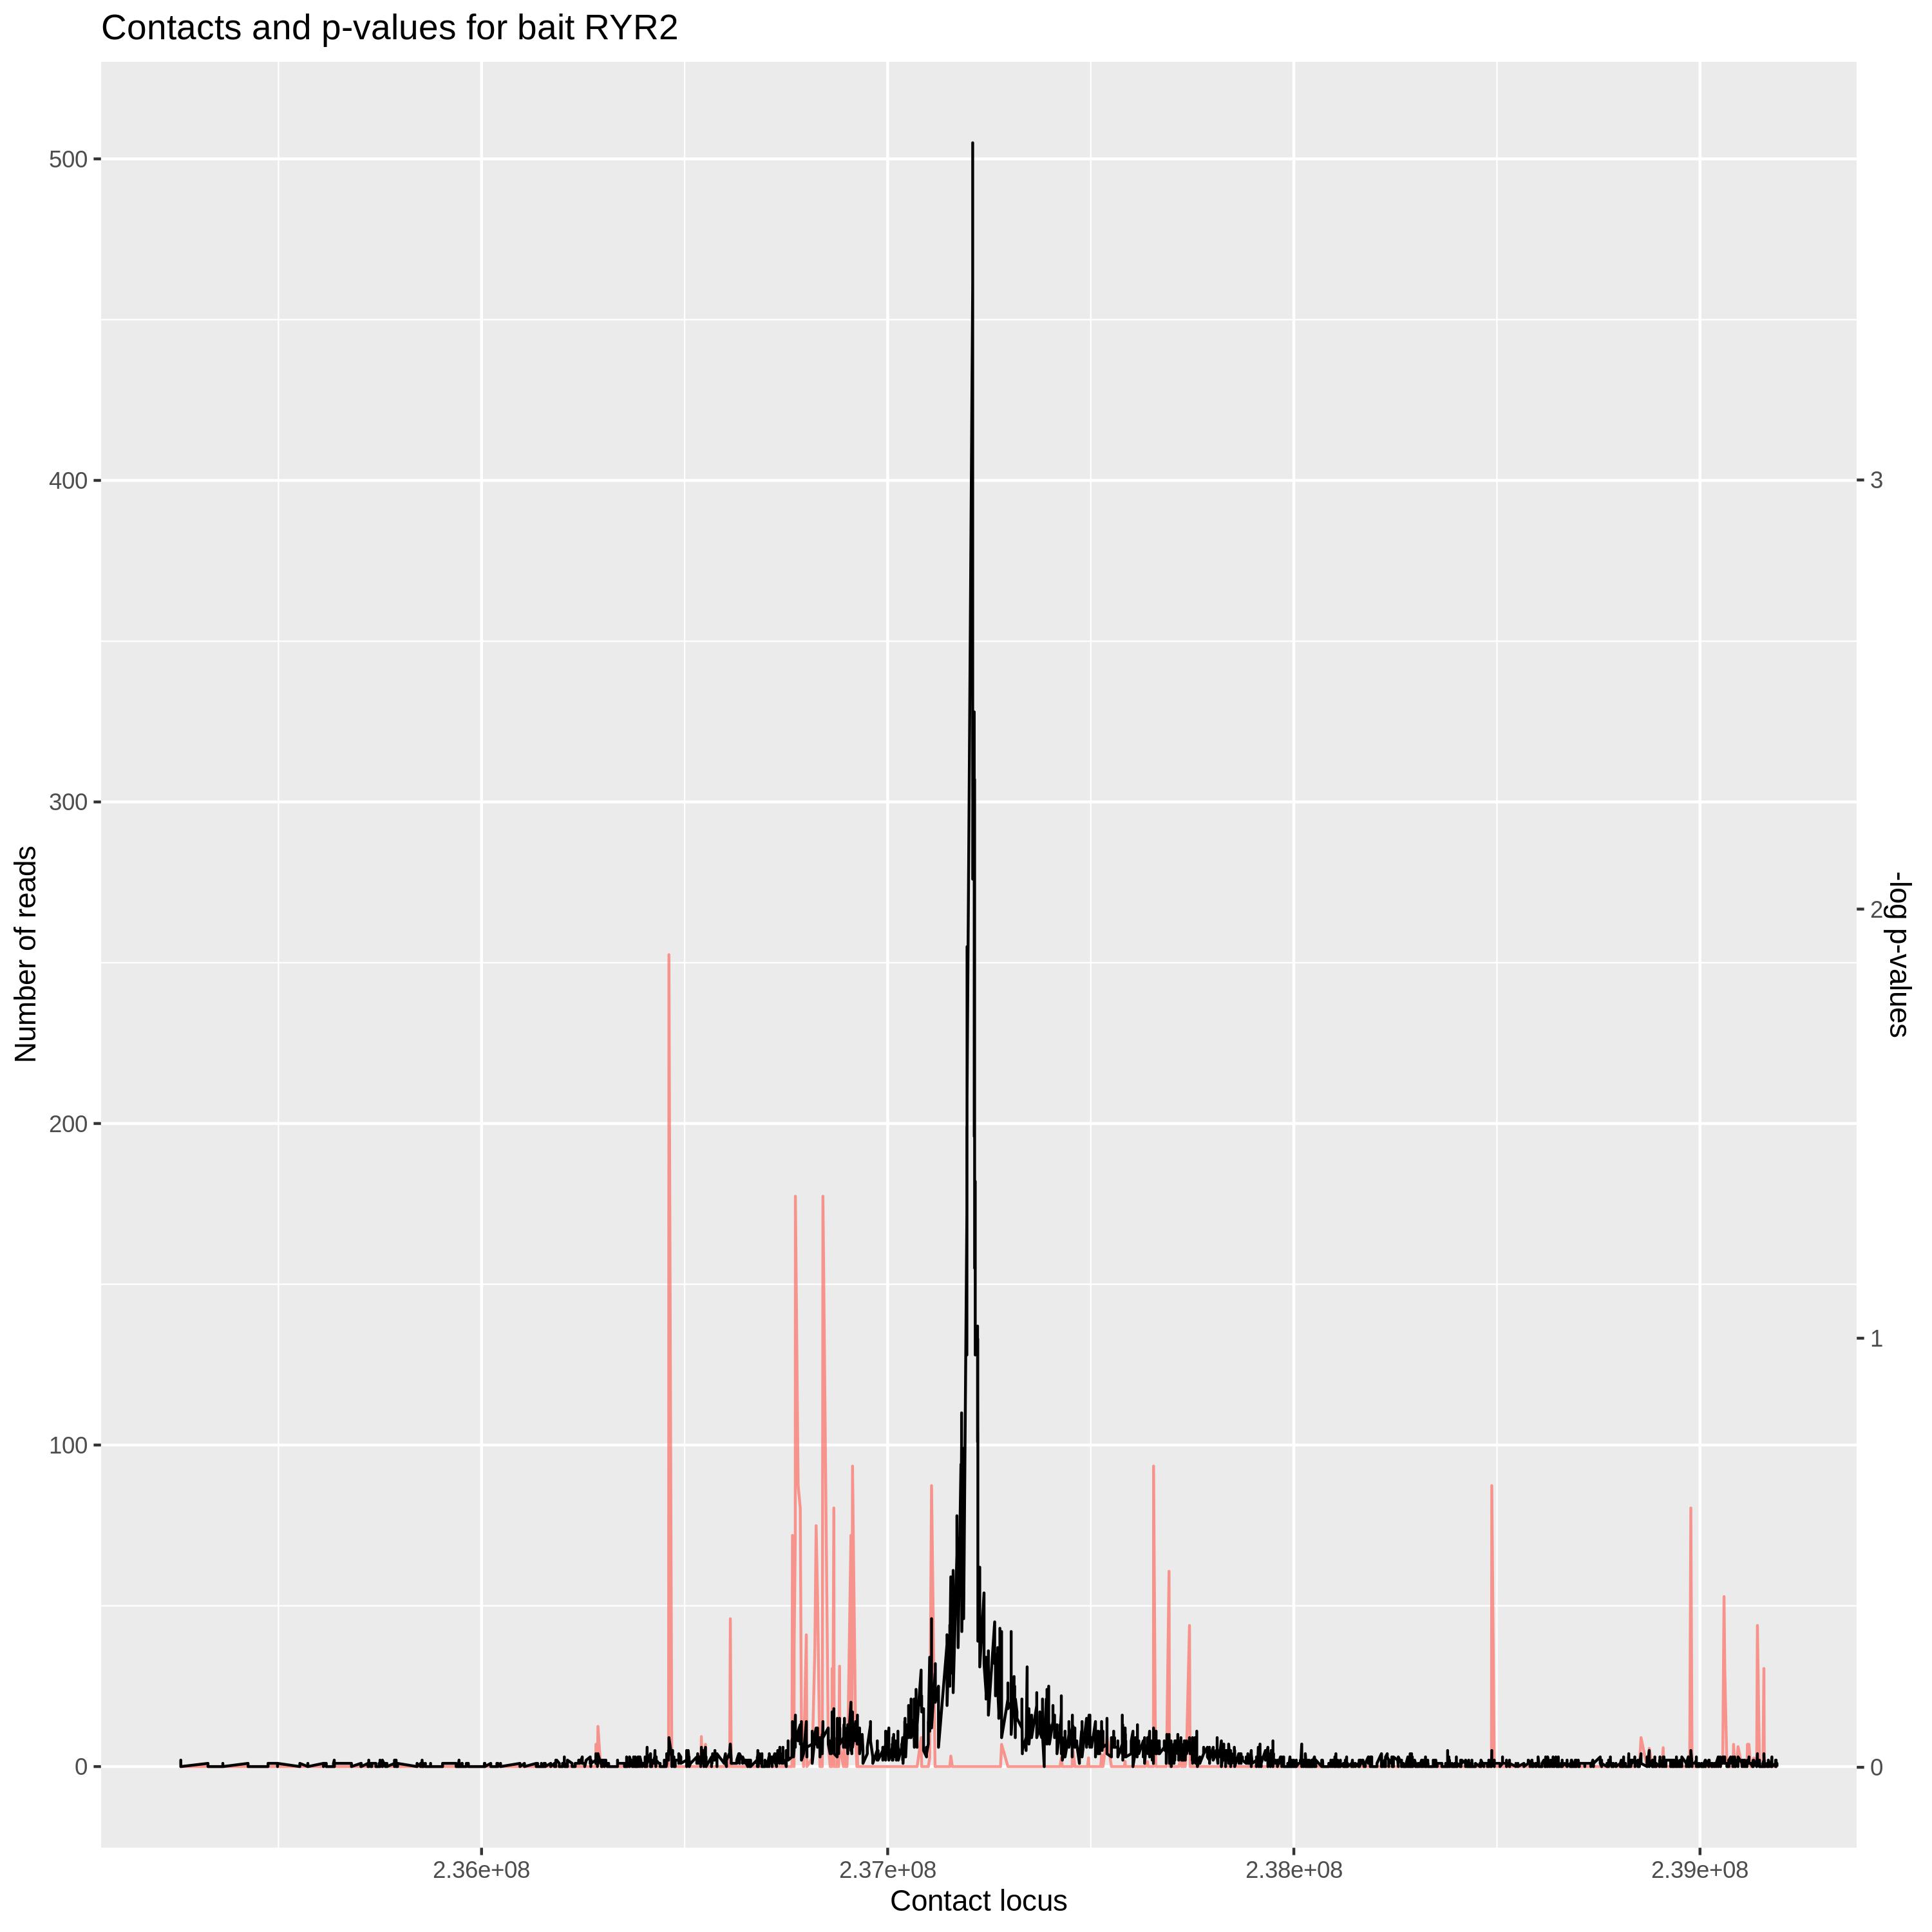 Contacts and p-values for bait RYR2
500
400
300
200
100
0
Number of reads
3
2
1
0
-log p-values
2.36e+08
2.37e+08
2.38e+08
2.39e+08
Contact locus